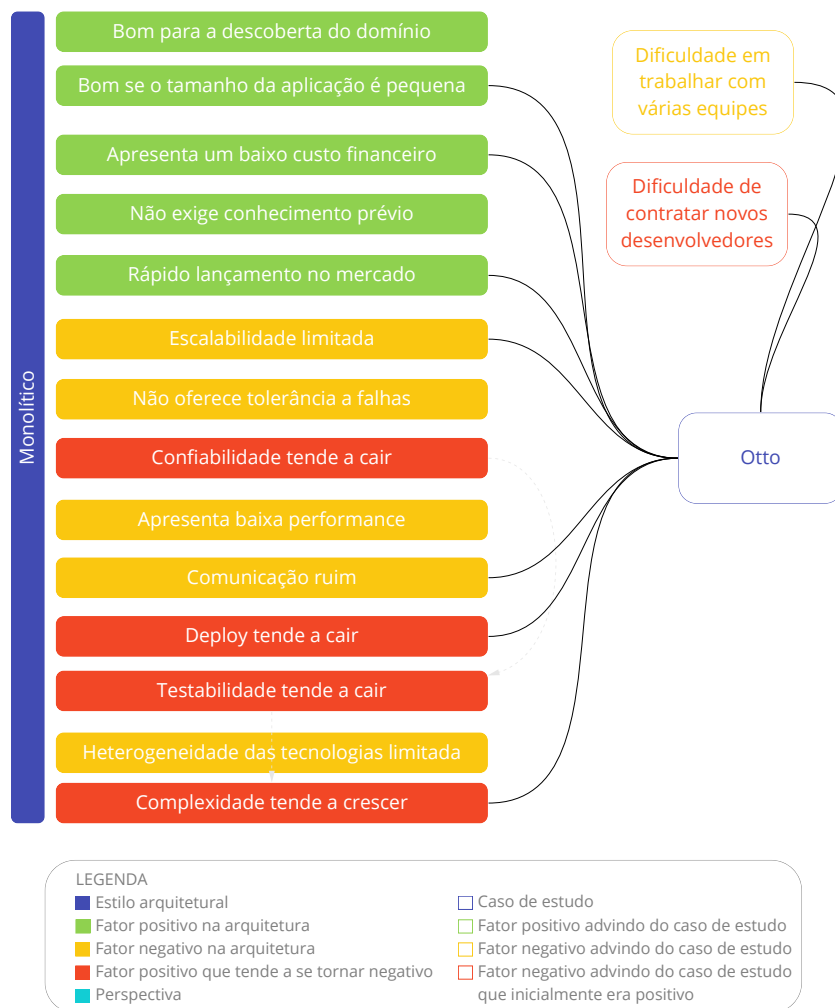 Monolítico
Bom para a descoberta do domínio
Bom se o tamanho da aplicação é pequena
Apresenta um baixo custo financeiro
Não exige conhecimento prévio
Rápido lançamento no mercado
Escalabilidade limitada
Não oferece tolerância a falhas
Confiabilidade tende a cair
Apresenta baixa performance
Comunicação ruim
Deploy tende a cair
Testabilidade tende a cair
Heterogeneidade das tecnologias limitada
Complexidade tende a crescer
Dificuldade em
trabalhar com
várias equipes
Dificuldade de
contratar novos
desenvolvedores
Otto
LEGENDA
Estilo arquitetural
Fator positivo na arquitetura
Fator negativo na arquitetura
Fator positivo que tende a se tornar negativo
Perspectiva
Caso de estudo
Fator positivo advindo do caso de estudo
Fator negativo advindo do caso de estudo
Fator negativo advindo do caso de estudo
que inicialmente era positivo